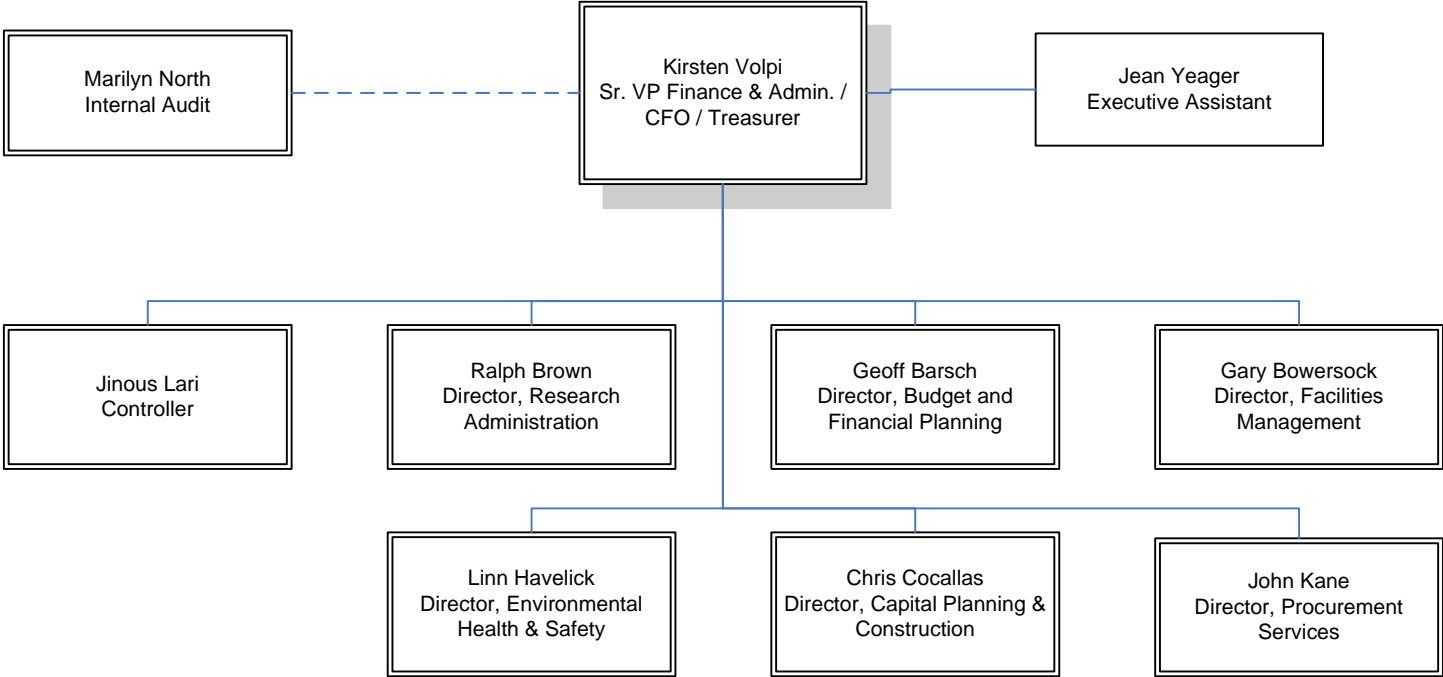 Marilyn North
Internal Audit
Kirsten Volpi
Sr. VP Finance & Admin. /
CFO / Treasurer
Jean Yeager
Executive Assistant
Jinous Lari
Controller
Ralph Brown
Director, Research
Administration
Geoff Barsch
Director, Budget and
Financial Planning
Gary Bowersock
Director, Facilities
Management
Linn Havelick
Director, Environmental
Health & Safety
Chris Cocallas
Director, Capital Planning &
Construction
John Kane
Director, Procurement
Services